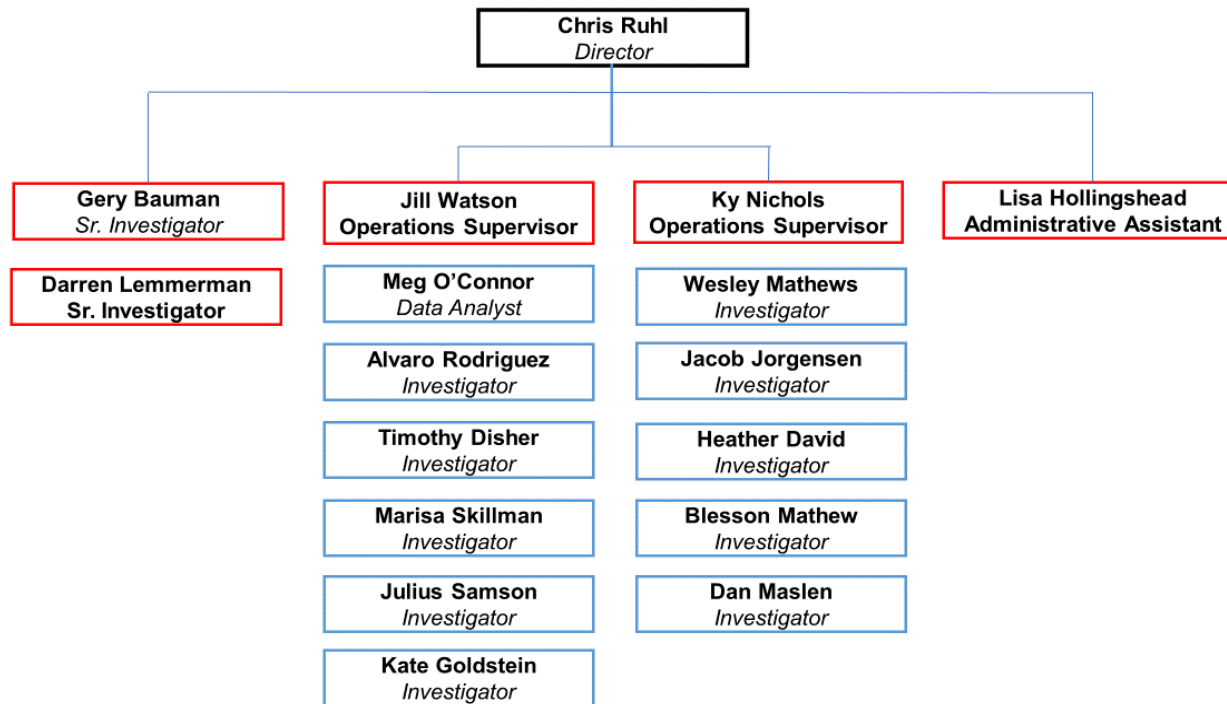 Chris Ruhl
Director
Gery Bauman
Sr. Investigator
Darren Lemmerman
Sr. Investigator
Jill Watson
Operations Supervisor
Meg O’Connor
Data Analyst
Alvaro Rodriguez
Investigator
Timothy Disher
Investigator
Marisa Skillman
Investigator
Julius Samson
Investigator
Kate Goldstein
Investigator
Ky Nichols
Operations Supervisor
Wesley Mathews
Investigator
Jacob Jorgensen
Investigator
Heather David
Investigator
Blesson Mathew
Investigator
Dan Maslen
Investigator
Lisa Hollingshead
Administrative Assistant